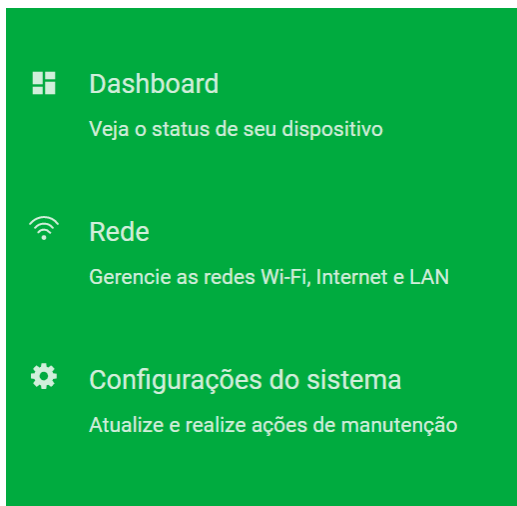 Dashboard
Veja o status de seu dispositivo
Rede
Gerencie as redes Wi-Fi, Internet e LAN
Configurações do sistema
Atualize e realize ações de manutenção